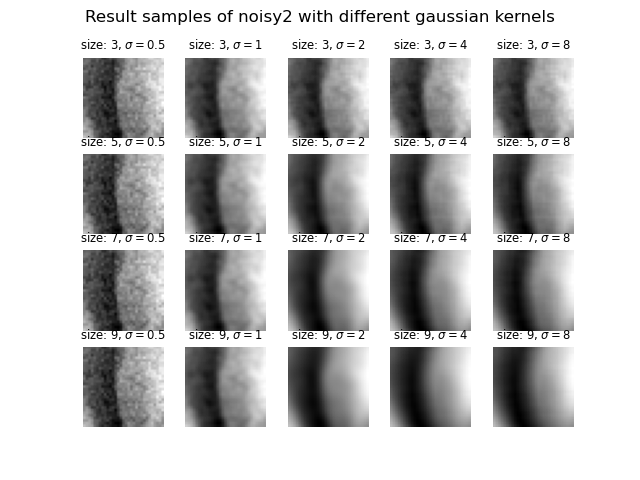 Result samples of noisy2 with different gaussian kernels
size: 3, σ = 0.5 size: 3, σ = 1 size: 3, σ = 2 size: 3, σ = 4 size: 3, σ = 8
size: 5, σ = 0.5 size: 5, σ = 1 size: 5, σ = 2 size: 5, σ = 4 size: 5, σ = 8
size: 7, σ = 0.5 size: 7, σ = 1 size: 7, σ = 2 size: 7, σ = 4 size: 7, σ = 8
size: 9, σ = 0.5 size: 9, σ = 1 size: 9, σ = 2 size: 9, σ = 4 size: 9, σ = 8